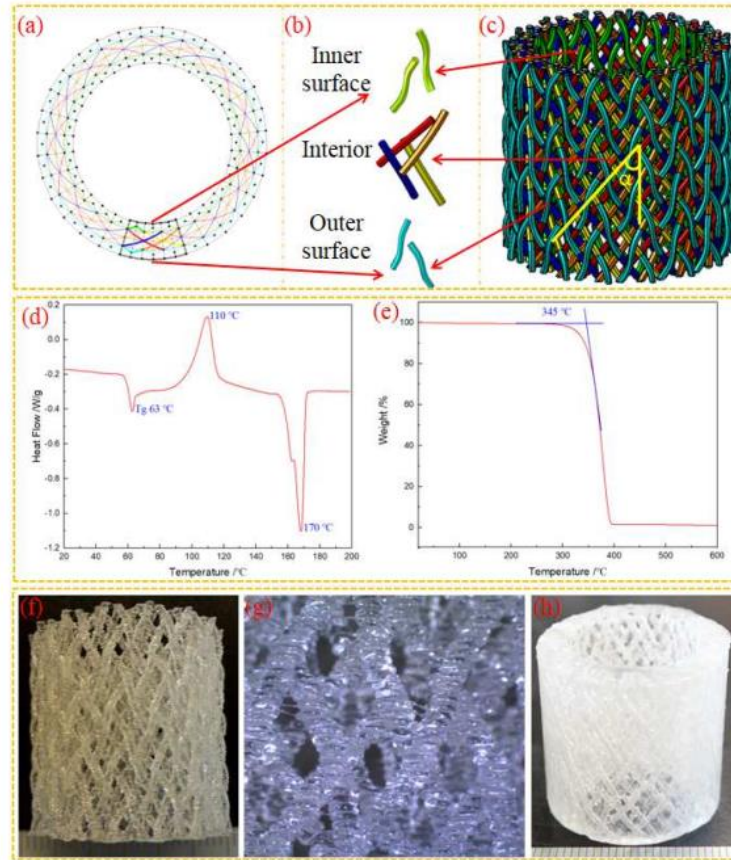 (a)
(b)
(c)
Inner
surface
Interior
Outer
surface
α
(d)
0.2
0.0
-0.2
-0.4
-0.6
-0.8
-1.0
-1.2
Heat Flow /W/g
110 °C
Tg 63 °C
170 °C
20
40
60
80
100
120
140
160
180
200
Temperature /°C
(e)
345 °C
100
80
60
40
20
0
Weight /%
100
200
300
400
500
600
Temperature /°C
(f)
(g)
(h)